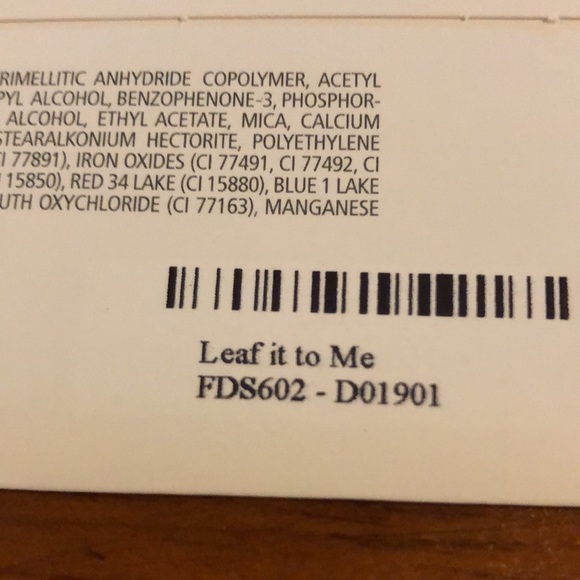 RIMELLITIC ANHYDRIDE COPOLYMER, ACETYL
PYL ALCOHOL, BENZOPHENONE-3, PHOSPHOR-
ALCOHOL, ETHYL ACETATE, MICA, CALCIUM
STEARALKONIUM HECTORITE, POLYETHYLENE
CI 77891), IRON OXIDES (CI 77491, CI 77492, CI
15850), RED 34 LAKE (CI 15880), BLUE 1 LAKE
UTH OXYCHLORIDE (CI 77163), MANGANESE
Leaf it to Me
FDS602 - D01901